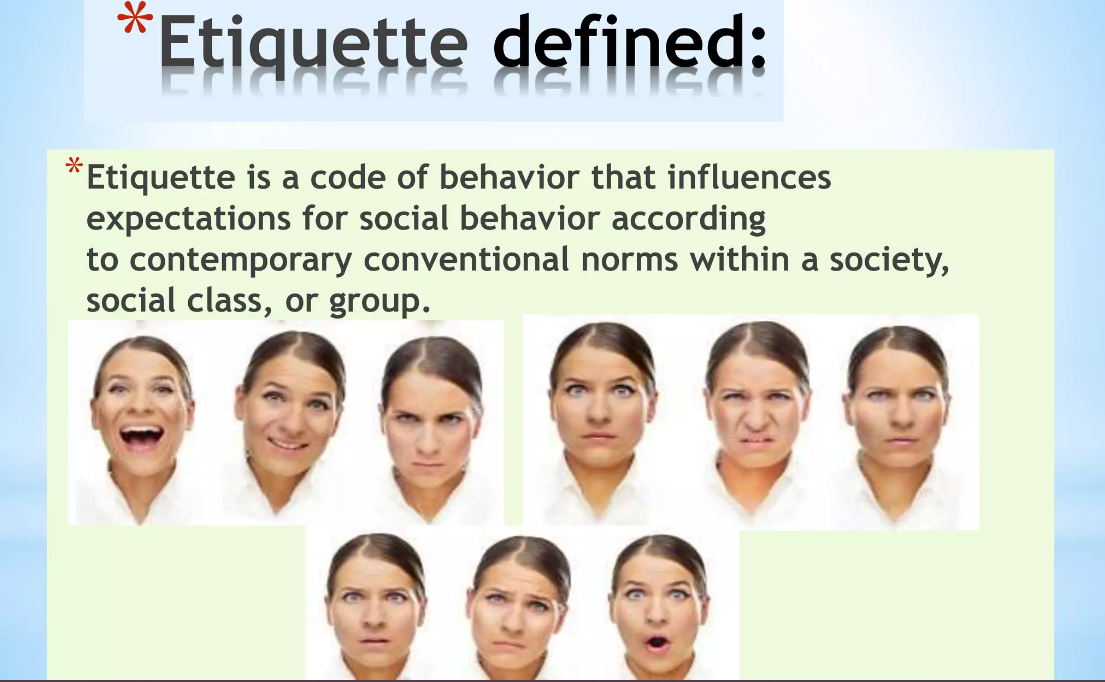 *Etiquette defined:
*Etiquette is a code of behavior that influences
expectations for social behavior according
to contemporary conventional norms within a society,
social class, or group.